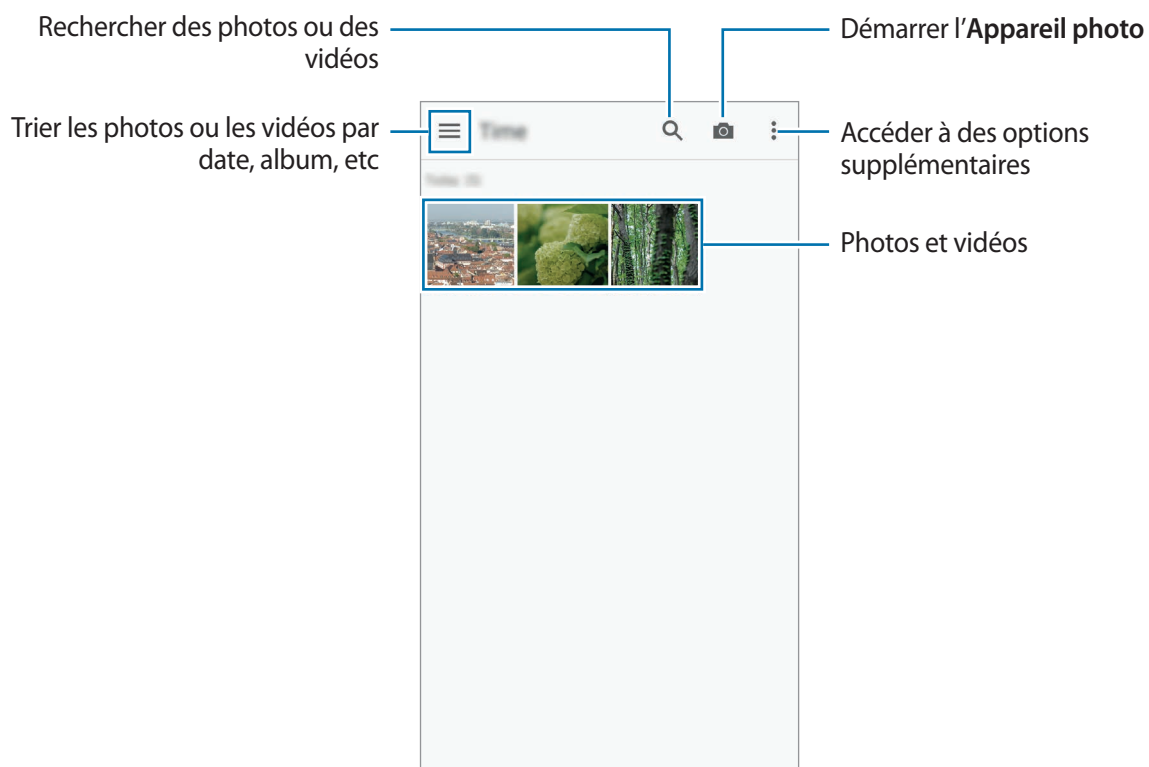 Rechercher des photos ou des
vidéos
Démarrer l’Appareil photo
Trier les photos ou les vidéos par
date, album, etc
Time
Accéder à des options
supplémentaires
Photos et vidéos